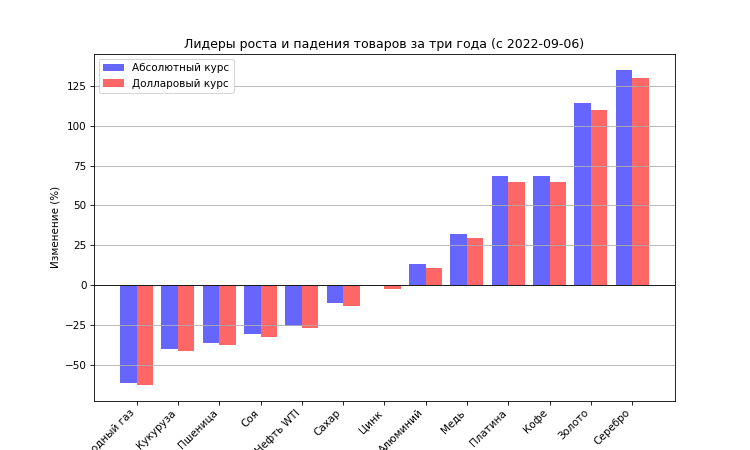 Лидеры роста и падения товаров за три года (с 2022-09-06)
Абсолютный курс
Долларовый курс
Изменение (%)
125
100
75
50
25
0
−25
−50
одный газ
Кукуруза
Пшеница
Соя
Нефть WTI
Сахар
Цинк
Алюминий
Медь
Платина
Кофе
Золото
Серебро